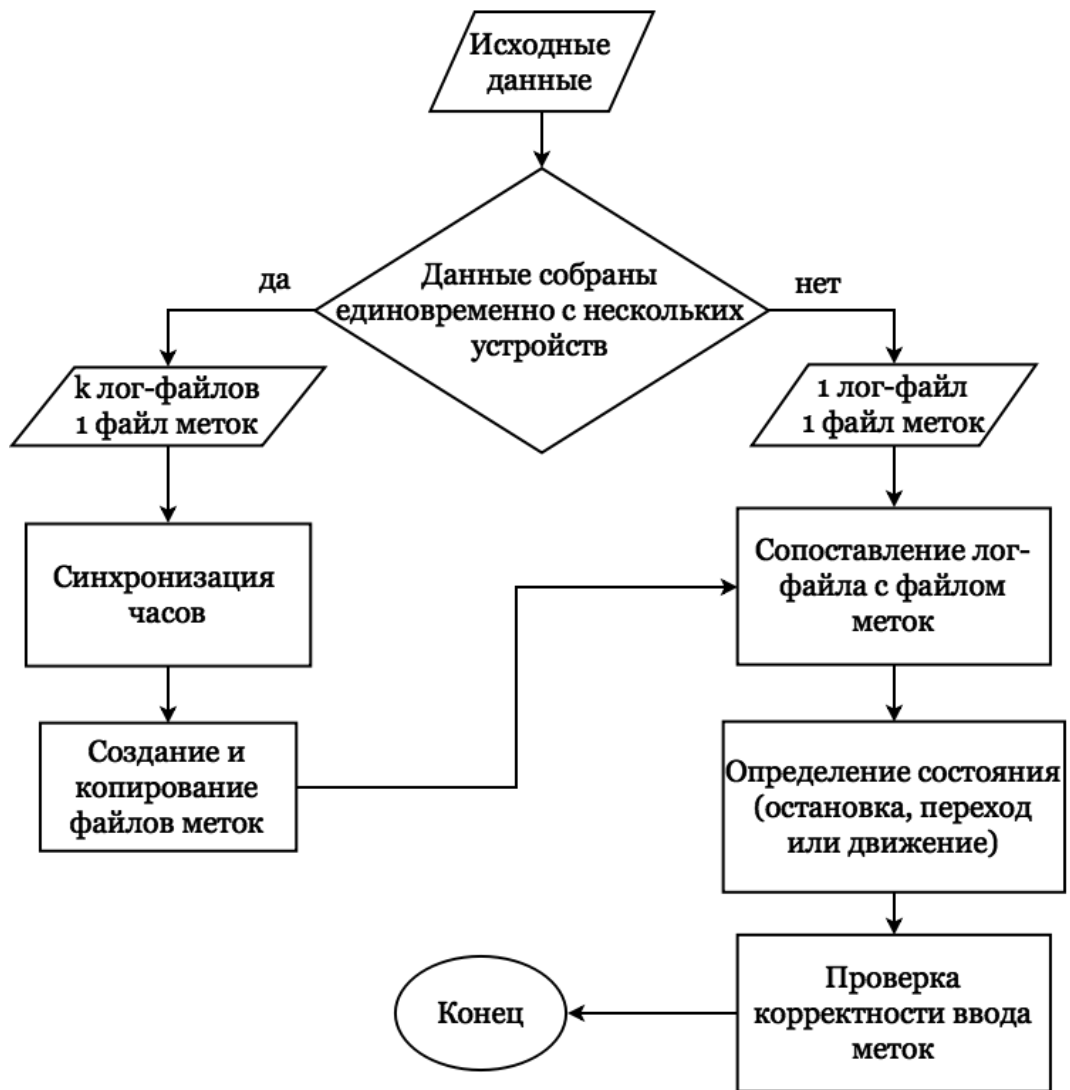 Исходные
данные
Данные собраны
единовременно с нескольких
устройств
да
нет
k лог-файлов
1 файл меток
1 лог-файл
1 файл меток
Синхронизация
часов
Сопоставление лог-
файла с файлом
меток
Создание и
копирование
файлов меток
Определение состояния
(остановка, переход
или движение)
Проверка
корректности ввода
меток
Конец